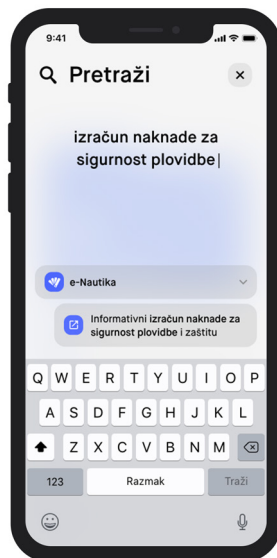 9:41
Pretraži
izračun naknade za
sigurnost plovidbe
e-Nautika
Informativni izračun naknade za
sigurnost plovidbe i zaštitu
Q W E R T Y U I O P
A S D F G H J K L
Z X C V B N M
123 Razmak Traži